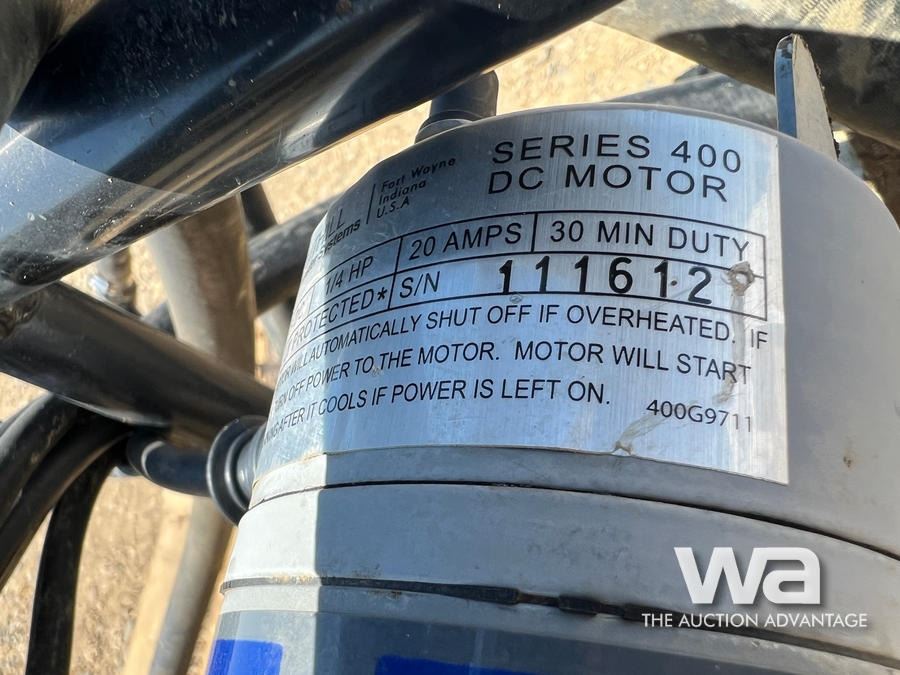 SERIES 400
DC MOTOR
Fort Wayne
Indiana
U.S.A
1/4 HP
20 AMPS
30 MIN DUTY
PROTECTED*
S/N
111612
AUTOMATICALLY SHUT OFF IF OVERHEATED. IF
OFF POWER TO THE MOTOR. MOTOR WILL START
AFTER IT COOLS IF POWER IS LEFT ON.
400G9711
wa
THE AUCTION ADVANTAGE